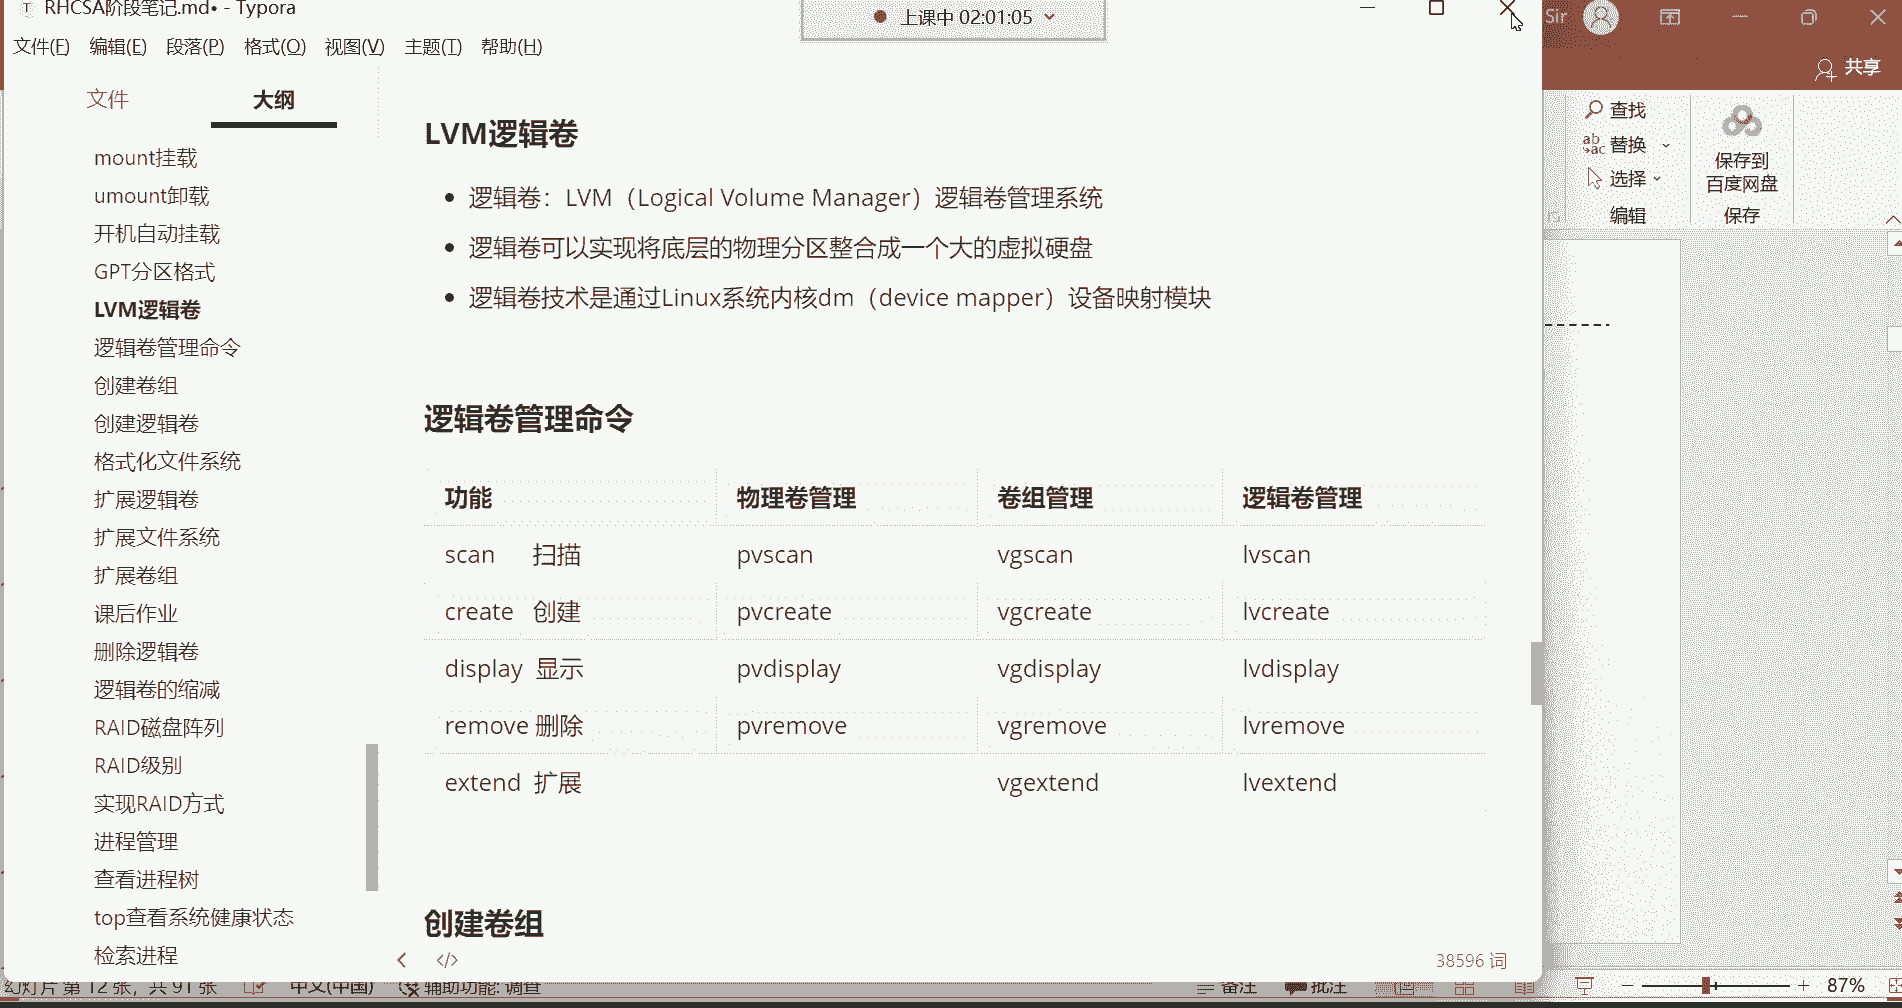 RHCSA阶段笔记.md• - Typora
上课中 02:01:05
Sir
文件(F) 编辑(E) 段落(P) 格式(O) 视图(V) 主题(T) 帮助(H)
共享
文件 大纲
mount挂载
umount卸载
开机自动挂载
GPT分区格式
LVM逻辑卷
逻辑卷管理命令
创建卷组
创建逻辑卷
格式化文件系统
扩展逻辑卷
扩展文件系统
扩展卷组
课后作业
删除逻辑卷
逻辑卷的缩减
RAID磁盘阵列
RAID级别
实现RAID方式
进程管理
查看进程树
top查看系统健康状态
检索进程
LVM逻辑卷
• 逻辑卷：LVM（Logical Volume Manager）逻辑卷管理系统
• 逻辑卷可以实现将底层的物理分区整合成一个大的虚拟硬盘
• 逻辑卷技术是通过Linux系统内核dm（device mapper）设备映射模块
逻辑卷管理命令
功能 物理卷管理 卷组管理 逻辑卷管理
scan 扫描 pvscan vgscan lvscan
create 创建 pvcreate vgcreate lvcreate
display 显示 pvdisplay vgdisplay lvdisplay
remove 删除 pvremove vgremove lvremove
extend 扩展 vgextend lvextend
创建卷组
</> 38596 词
查找
替换
选择
编辑
保存到
百度网盘
保存
幻灯片 第 12 张，共 91 张 中文(中国) 辅助功能: 调查 备注 批注 87%